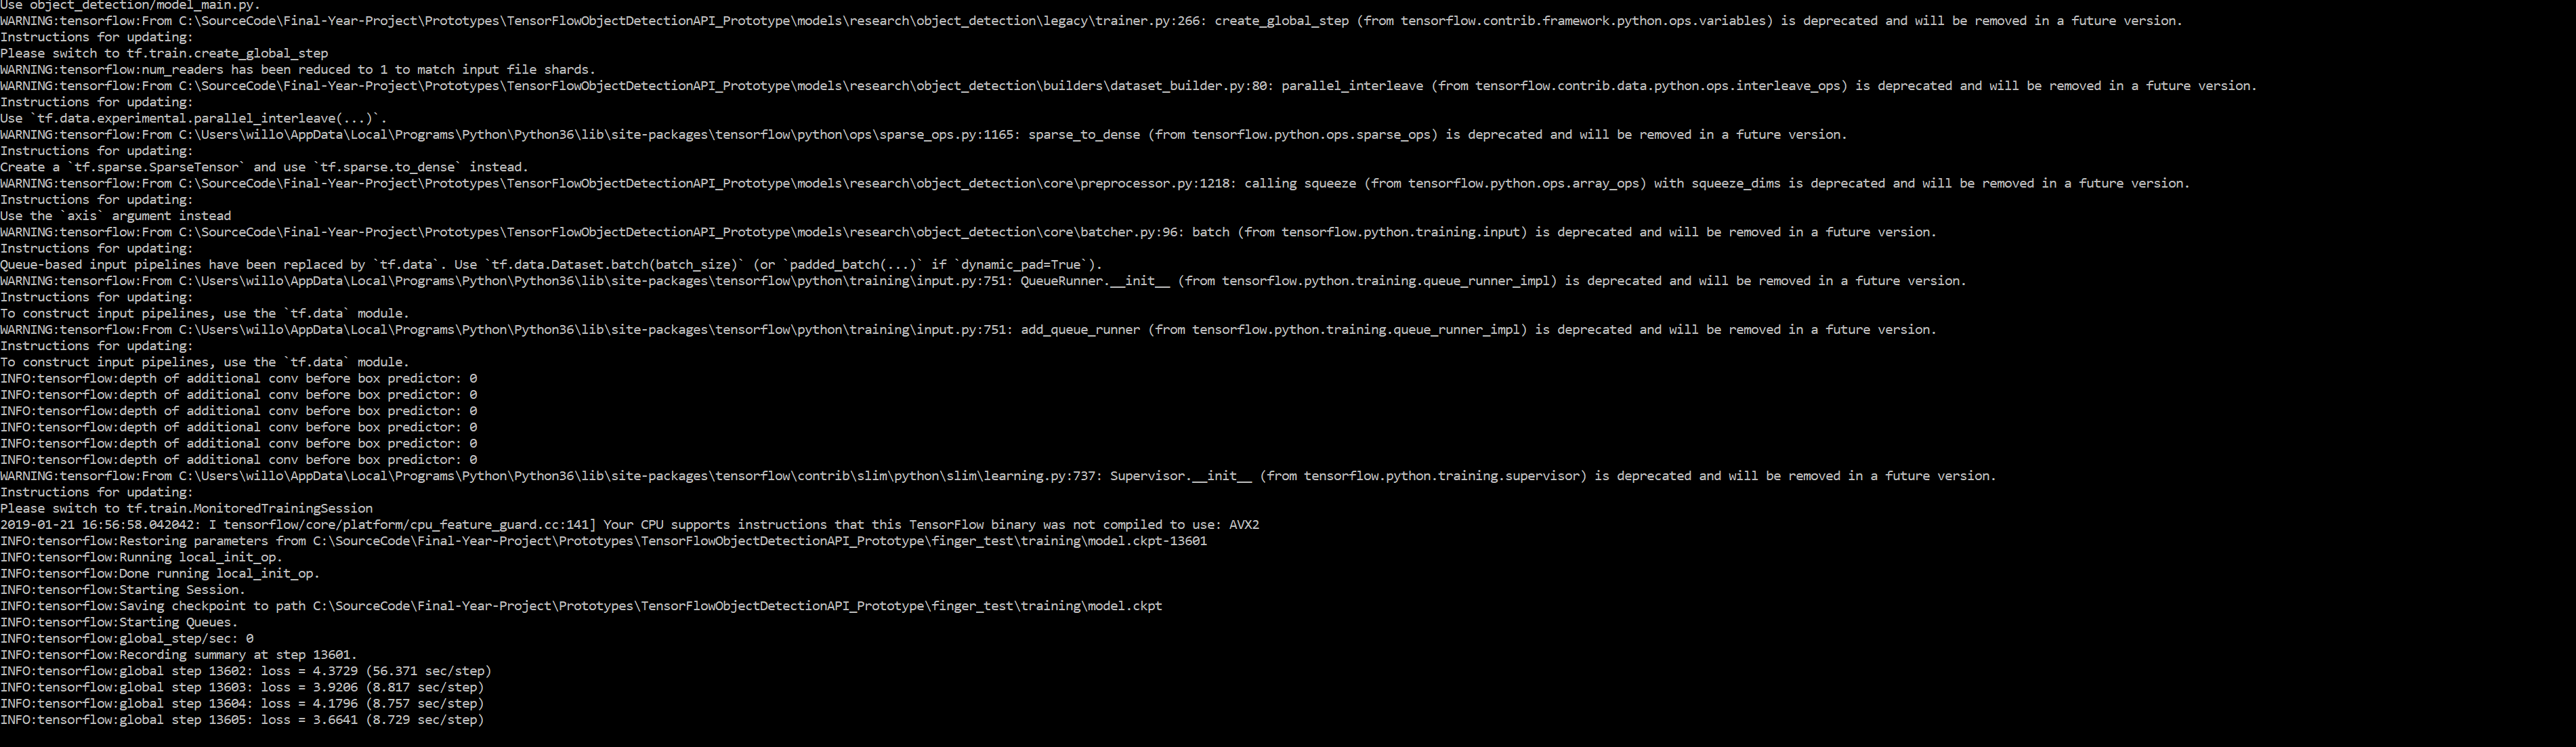 Use object_detection/model_main.py.
WARNING:tensorflow:From C:\SourceCode\Final-Year-Project\Prototypes\TensorFlowObjectDetectionAPI_Prototype\models\research\object_detection\legacy\trainer.py:266: create_global_step (from tensorflow.contrib.framework.python.ops.variables) is deprecated and will be removed in a future version.
Instructions for updating:
Please switch to tf.train.create_global_step
WARNING:tensorflow:num_readers has been reduced to 1 to match input file shards.
WARNING:tensorflow:From C:\SourceCode\Final-Year-Project\Prototypes\TensorFlowObjectDetectionAPI_Prototype\models\research\object_detection\builders\dataset_builder.py:80: parallel_interleave (from tensorflow.contrib.data.python.ops.interleave_ops) is deprecated and will be removed in a future version.
Instructions for updating:
Use `tf.data.experimental.parallel_interleave(...)`.
WARNING:tensorflow:From C:\Users\willo\AppData\Local\Programs\Python\Python36\lib\site-packages\tensorflow\python\ops\sparse_ops.py:1165: sparse_to_dense (from tensorflow.python.ops.sparse_ops) is deprecated and will be removed in a future version.
Instructions for updating:
Create a `tf.sparse.SparseTensor` and use `tf.sparse.to_dense` instead.
WARNING:tensorflow:From C:\SourceCode\Final-Year-Project\Prototypes\TensorFlowObjectDetectionAPI_Prototype\models\research\object_detection\core\preprocessor.py:1218: calling squeeze (from tensorflow.python.ops.array_ops) with squeeze_dims is deprecated and will be removed in a future version.
Instructions for updating:
Use the `axis` argument instead
WARNING:tensorflow:From C:\SourceCode\Final-Year-Project\Prototypes\TensorFlowObjectDetectionAPI_Prototype\models\research\object_detection\core\batcher.py:96: batch (from tensorflow.python.training.input) is deprecated and will be removed in a future version.
Instructions for updating:
Queue-based input pipelines have been replaced by `tf.data`. Use `tf.data.Dataset.batch(batch_size)` (or `padded_batch(...)` if `dynamic_pad=True`).
WARNING:tensorflow:From C:\Users\willo\AppData\Local\Programs\Python\Python36\lib\site-packages\tensorflow\python\training\input.py:751: QueueRunner.__init__ (from tensorflow.python.training.queue_runner_impl) is deprecated and will be removed in a future version.
Instructions for updating:
To construct input pipelines, use the `tf.data` module.
WARNING:tensorflow:From C:\Users\willo\AppData\Local\Programs\Python\Python36\lib\site-packages\tensorflow\python\training\input.py:751: add_queue_runner (from tensorflow.python.training.queue_runner_impl) is deprecated and will be removed in a future version.
Instructions for updating:
To construct input pipelines, use the `tf.data` module.
INFO:tensorflow:depth of additional conv before box predictor: 0
INFO:tensorflow:depth of additional conv before box predictor: 0
INFO:tensorflow:depth of additional conv before box predictor: 0
INFO:tensorflow:depth of additional conv before box predictor: 0
INFO:tensorflow:depth of additional conv before box predictor: 0
INFO:tensorflow:depth of additional conv before box predictor: 0
WARNING:tensorflow:From C:\Users\willo\AppData\Local\Programs\Python\Python36\lib\site-packages\tensorflow\contrib\slim\python\slim\learning.py:737: Supervisor.__init__ (from tensorflow.python.training.supervisor) is deprecated and will be removed in a future version.
Instructions for updating:
Please switch to tf.train.MonitoredTrainingSession
2019-01-21 16:56:58.042042: I tensorflow/core/platform/cpu_feature_guard.cc:141] Your CPU supports instructions that this TensorFlow binary was not compiled to use: AVX2
INFO:tensorflow:Restoring parameters from C:\SourceCode\Final-Year-Project\Prototypes\TensorFlowObjectDetectionAPI_Prototype\finger_test\training\model.ckpt-13601
INFO:tensorflow:Running local_init_op.
INFO:tensorflow:Done running local_init_op.
INFO:tensorflow:Starting Session.
INFO:tensorflow:Saving checkpoint to path C:\SourceCode\Final-Year-Project\Prototypes\TensorFlowObjectDetectionAPI_Prototype\finger_test\training\model.ckpt
INFO:tensorflow:Starting Queues.
INFO:tensorflow:global_step/sec: 0
INFO:tensorflow:Recording summary at step 13601.
INFO:tensorflow:global step 13602: loss = 4.3729 (56.371 sec/step)
INFO:tensorflow:global step 13603: loss = 3.9206 (8.817 sec/step)
INFO:tensorflow:global step 13604: loss = 4.1796 (8.757 sec/step)
INFO:tensorflow:global step 13605: loss = 3.6641 (8.729 sec/step)